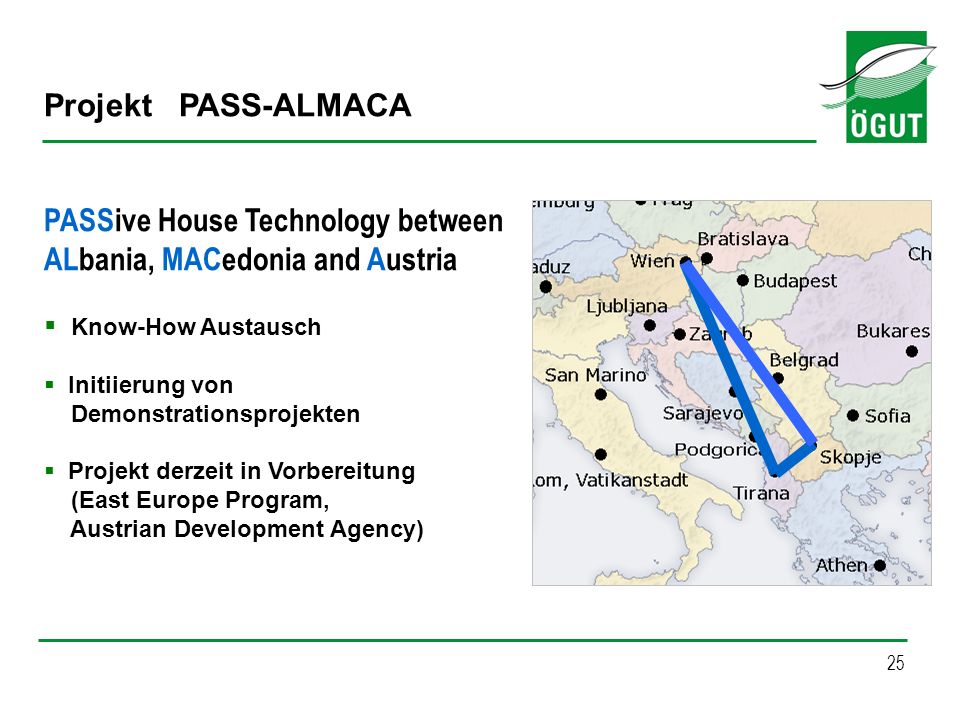 Projekt PASS-ALMACA
ÖGUT
PASSive House Technology between
ALbania, MACedonia and Austria
▪ Know-How Austausch
▪ Initiierung von
Demonstrationsprojekten
▪ Projekt derzeit in Vorbereitung
(East Europe Program,
Austrian Development Agency)
emburg
Prag
Bratislava
Ch
Wien
aduz
Budapest
Ljubljana
Zagreb
Bukares
Belgrad
San Marino
Sarajevo
Sofia
Podgorica
Skopje
om, Vatikanstadt
Tirana
Athen
25